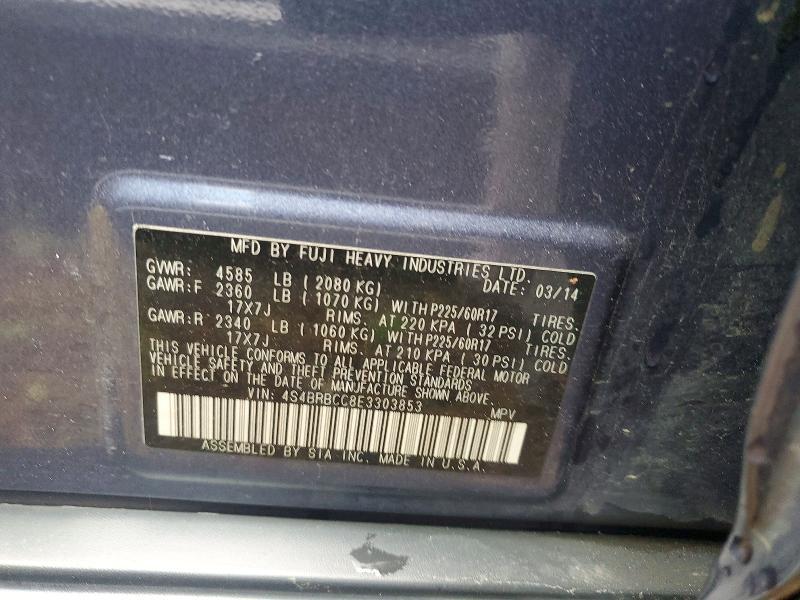 MFD BY FUJI HEAVY INDUSTRIES LTD.
GVWR: 4585 LB ( 2080 KG) DATE: 03/14
GAWR:F 2360 LB ( 1070 KG) WITH P225/60R17 TIRES.
17X7J RIMS. AT 220 KPA ( 32 PSI) COLD
GAWR:R 2340 LB ( 1060 KG) WITH P225/60R17 TIRES.
17X7J RIMS. AT 210 KPA ( 30 PSI) COLD
THIS VEHICLE CONFORMS TO ALL APPLICABLE FEDERAL MOTOR
VEHICLE SAFETY AND THEFT PREVENTION STANDARDS
IN EFFECT ON THE DATE OF MANUFACTURE SHOWN ABOVE.
VIN: 4S4BRBCC8E3303853 MPV
ASSEMBLED BY SIA INC. MADE IN U.S.A.